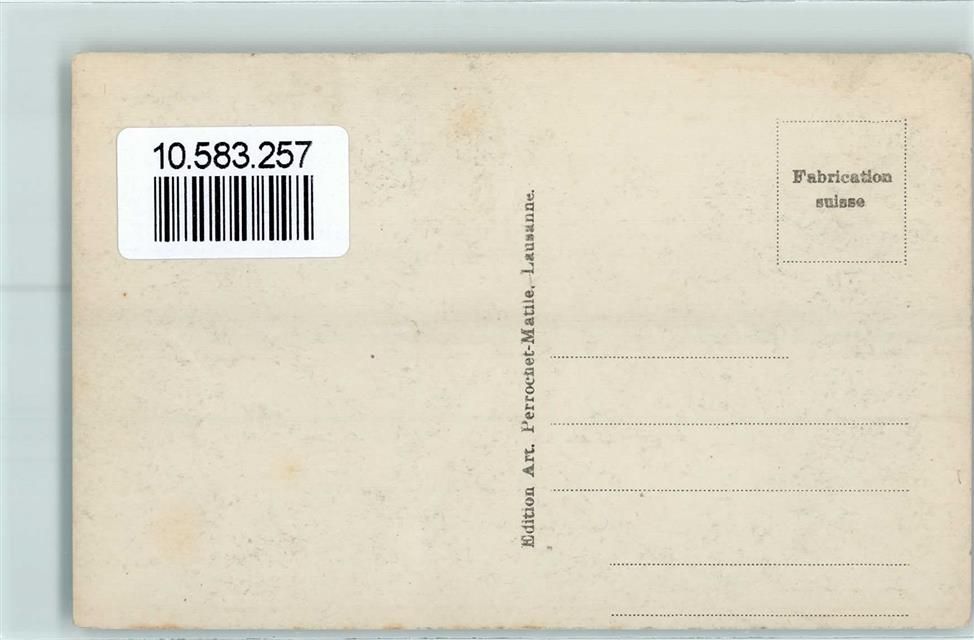 10.583.257
Fabrication
suisse
Edition Art. Perrochet-Matile, Lausanne.